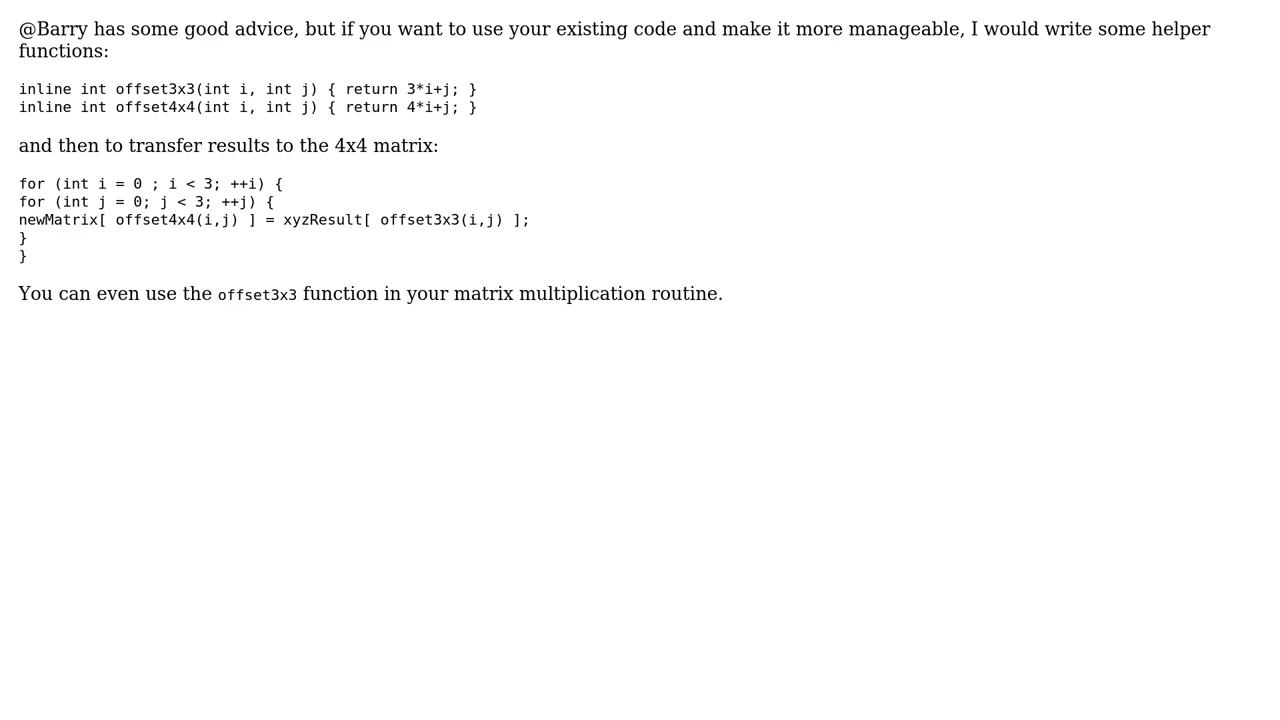 @Barry has some good advice, but if you want to use your existing code and make it more manageable, I would write some helper
functions:
inline int offset3x3(int i, int j) { return 3*i+j; }
inline int offset4x4(int i, int j) { return 4*i+j; }
and then to transfer results to the 4x4 matrix:
for (int i = 0 ; i < 3; ++i) {
for (int j = 0; j < 3; ++j) {
newMatrix[ offset4x4(i,j) ] = xyzResult[ offset3x3(i,j) ];
}
}
You can even use the offset3x3 function in your matrix multiplication routine.